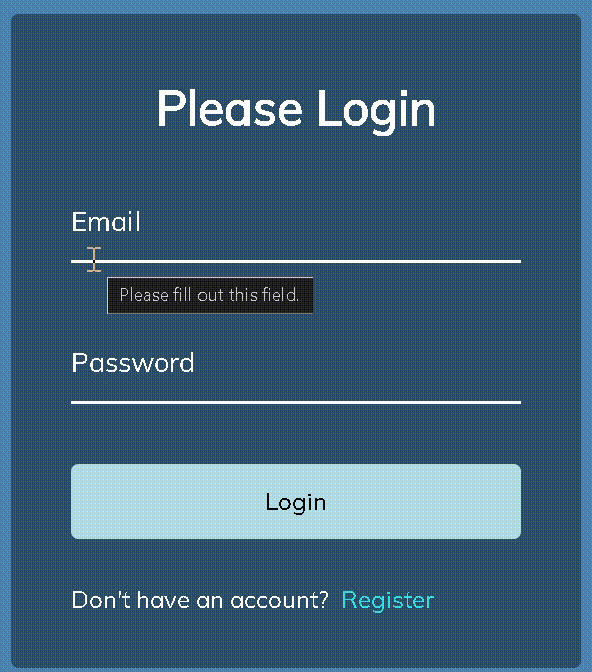 Please Login
Email
Please fill out this field.
Password
Login
Don't have an account? Register